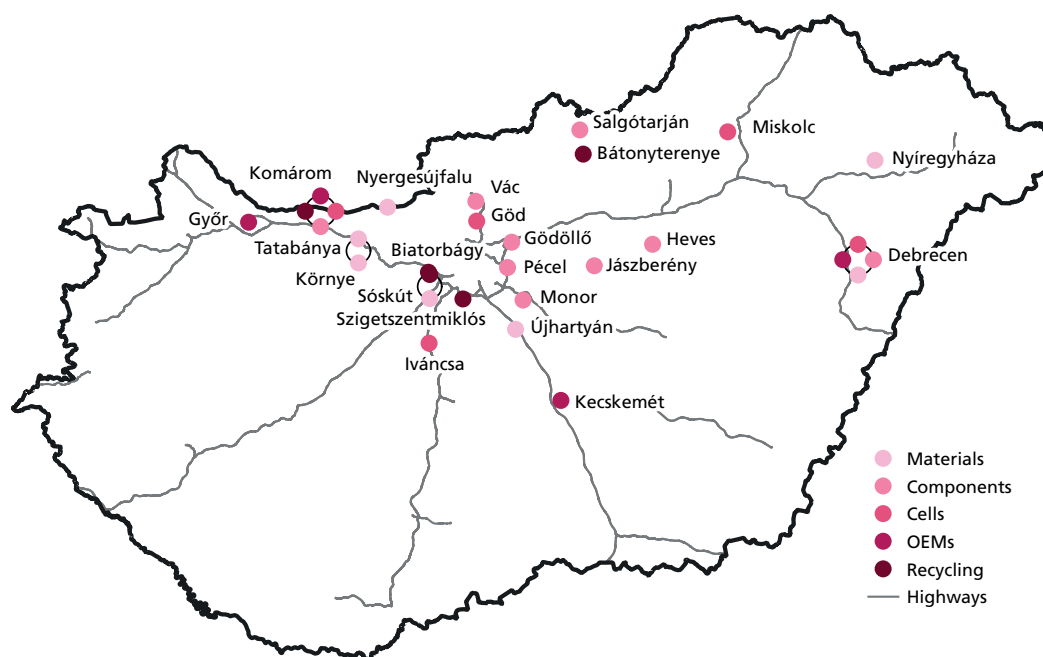 Salgótarján
Miskolc
Bátonyterenye
Nyíregyháza
Komárom
Nyergesújfalu
Vác
Győr
Göd
Tatabánya
Biatorbágy
Gödöllő
Heves
Debrecen
Környe
Pécel
Jászberény
Sóskút
Monor
Szigetszentmiklós
Újhartyán
Iváncsa
Kecskemét
Materials
Components
Cells
OEMs
Recycling
Highways